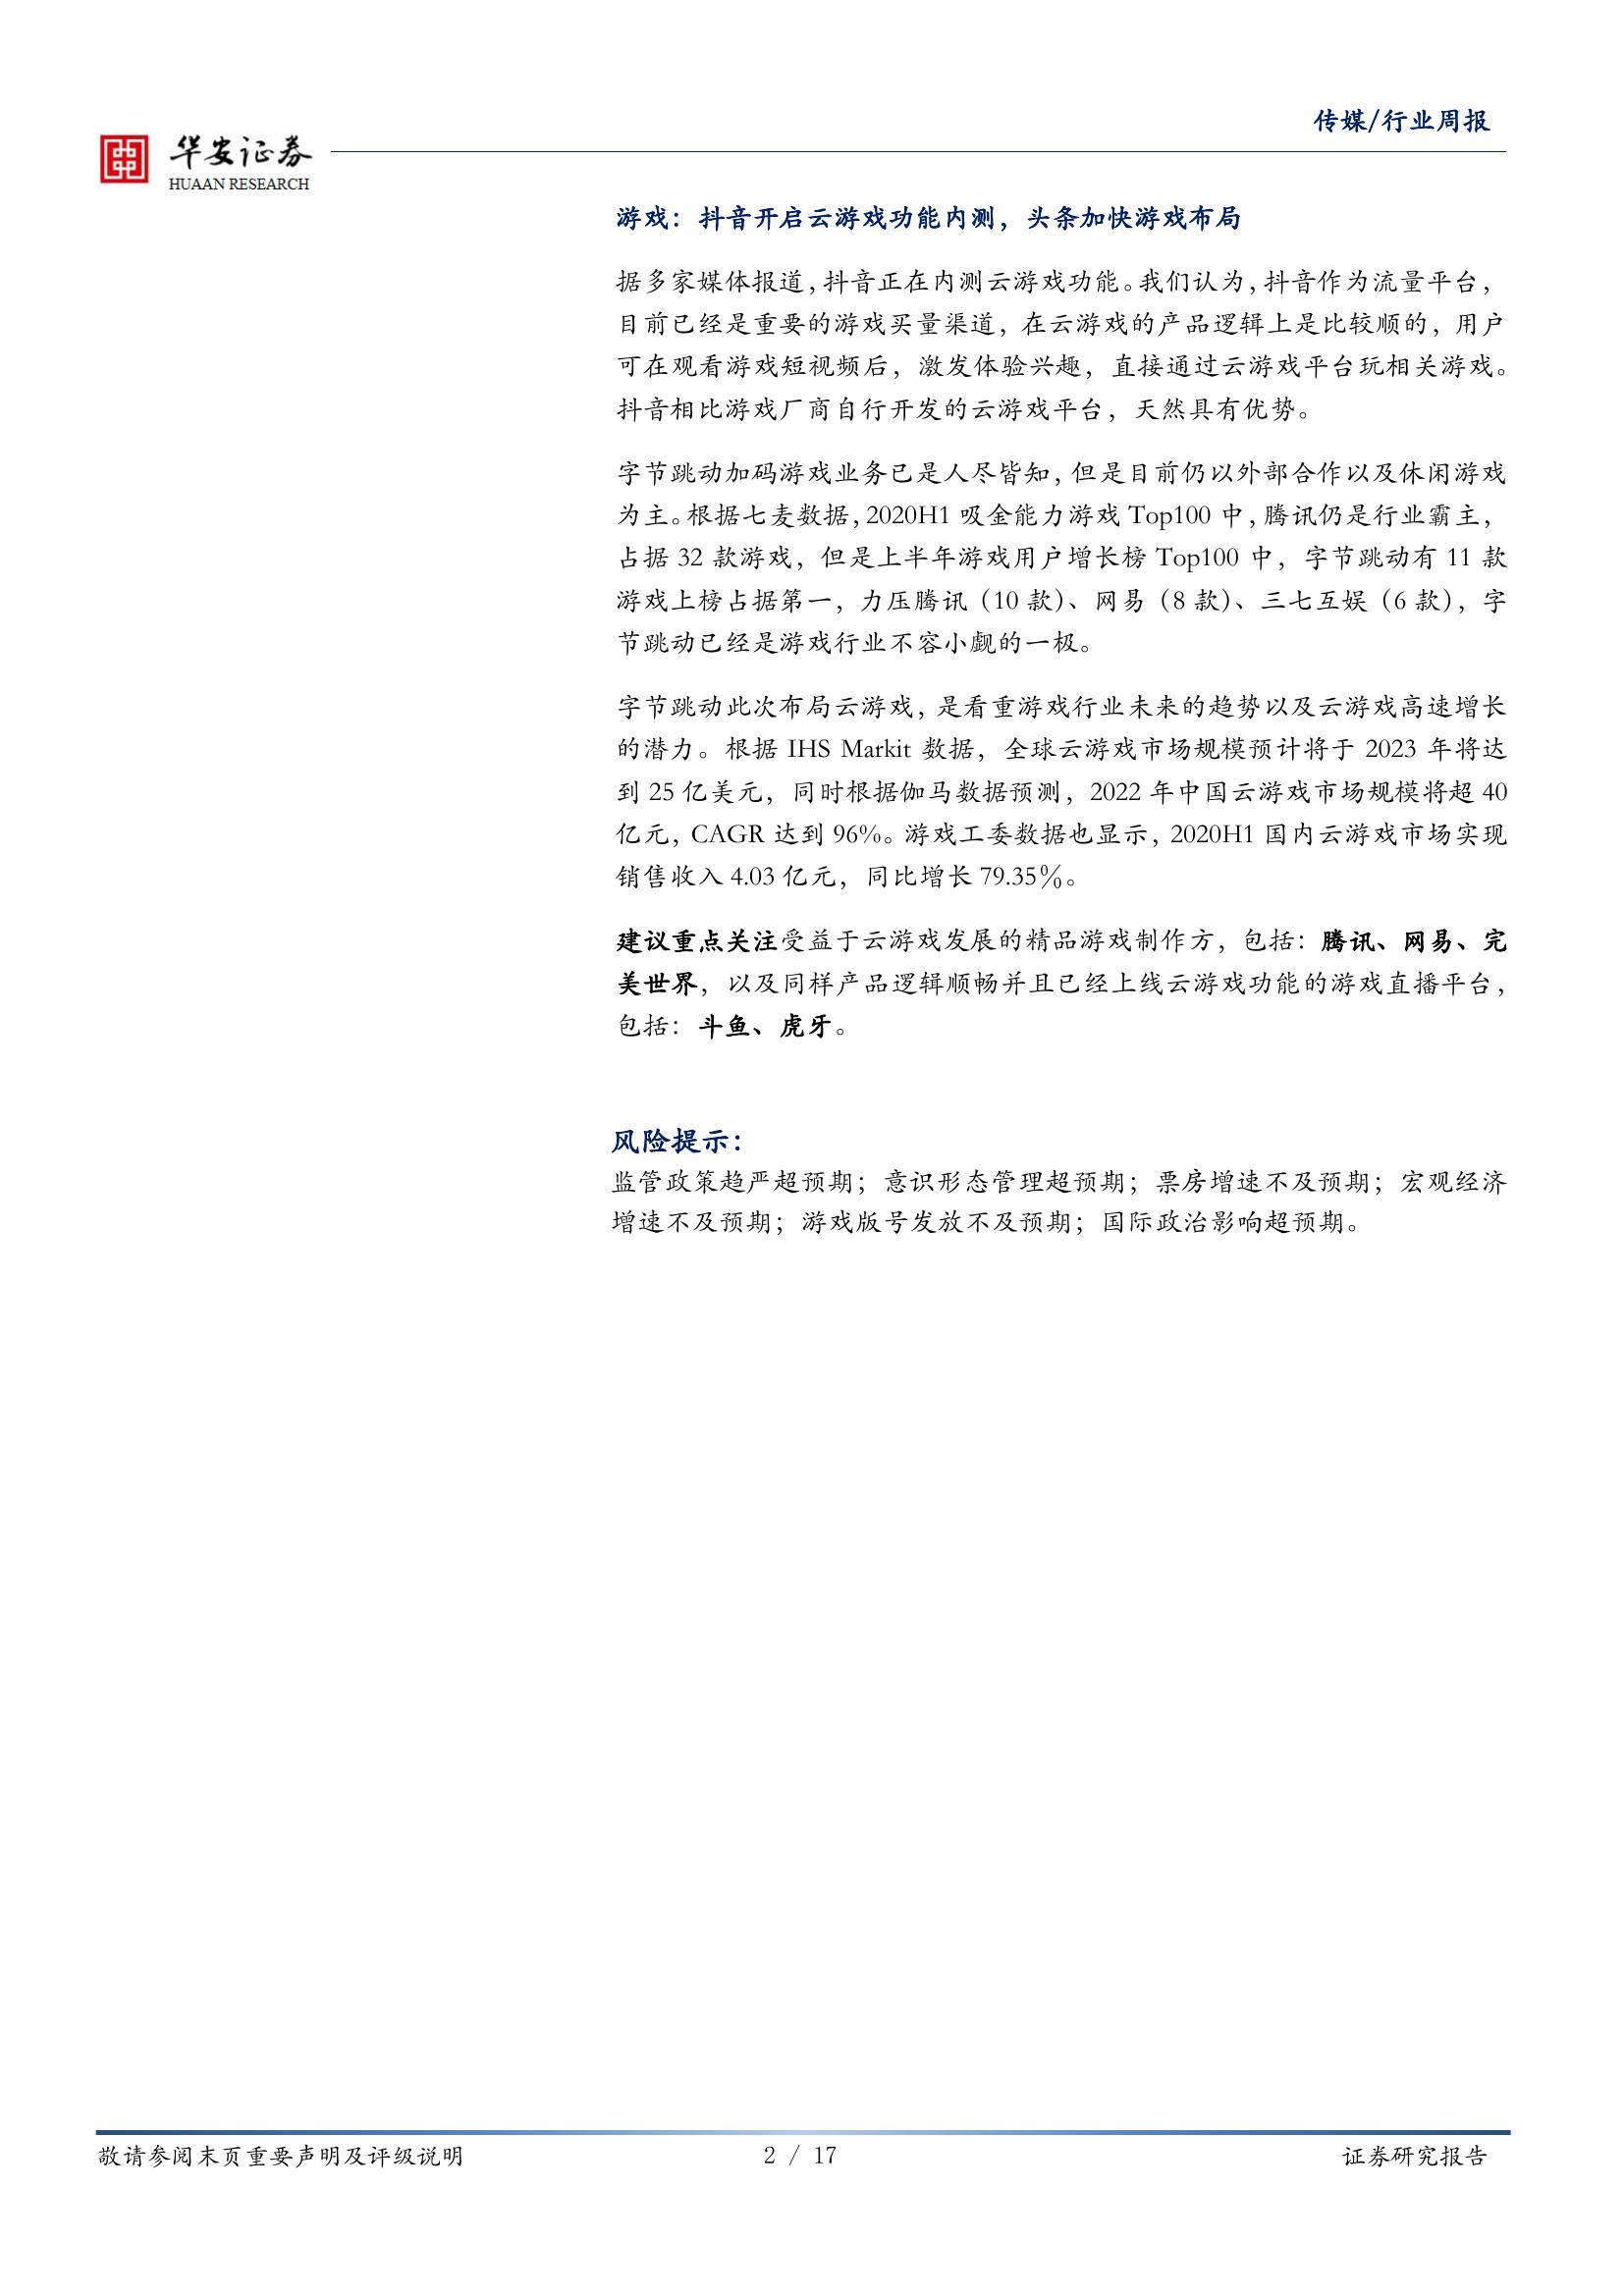 传媒/行业周报
华安证券
HUAAN RESEARCH
游戏：抖音开启云游戏功能内测，头条加快游戏布局
据多家媒体报道，抖音正在内测云游戏功能。我们认为，抖音作为流量平台，
目前已经是重要的游戏买量渠道，在云游戏的产品逻辑上是比较顺的，用户
可在观看游戏短视频后，激发体验兴趣，直接通过云游戏平台玩相关游戏。
抖音相比游戏厂商自行开发的云游戏平台，天然具有优势。
字节跳动加码游戏业务已是人尽皆知，但是目前仍以外部合作以及休闲游戏
为主。根据七麦数据，2020H1 吸金能力游戏 Top100 中，腾讯仍是行业霸主，
占据 32 款游戏，但是上半年游戏用户增长榜 Top100 中，字节跳动有 11 款
游戏上榜占据第一，力压腾讯（10 款）、网易（8 款）、三七互娱（6 款），字
节跳动已经是游戏行业不容小觑的一极。
字节跳动此次布局云游戏，是看重游戏行业未来的趋势以及云游戏高速增长
的潜力。根据 IHS Markit 数据，全球云游戏市场规模预计将于 2023 年将达
到 25 亿美元，同时根据伽马数据预测，2022 年中国云游戏市场规模将超 40
亿元，CAGR 达到 96%。游戏工委数据也显示，2020H1 国内云游戏市场实现
销售收入 4.03 亿元，同比增长 79.35%。
建议重点关注受益于云游戏发展的精品游戏制作方，包括：腾讯、网易、完
美世界，以及同样产品逻辑顺畅并且已经上线云游戏功能的游戏直播平台，
包括：斗鱼、虎牙。
风险提示：
监管政策趋严超预期；意识形态管理超预期；票房增速不及预期；宏观经济
增速不及预期；游戏版号发放不及预期；国际政治影响超预期。
敬请参阅末页重要声明及评级说明
2 / 17
证券研究报告